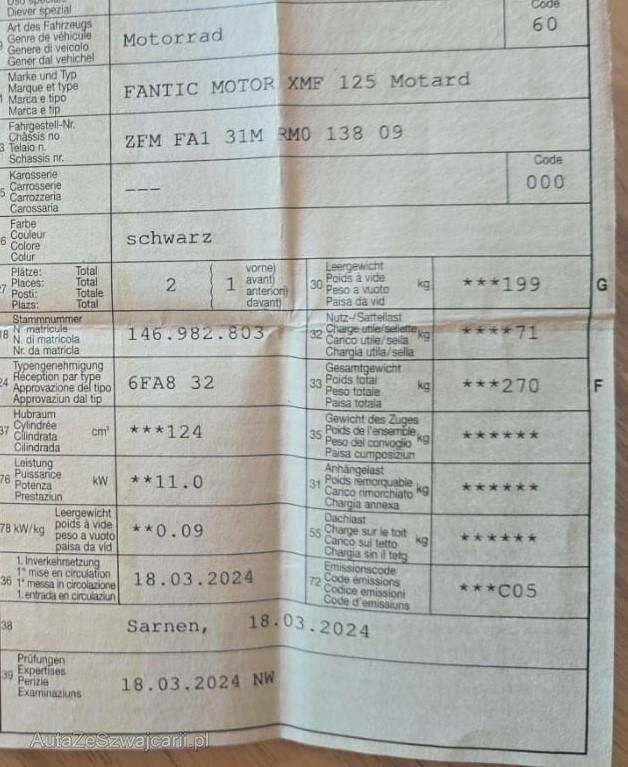 Diever spezial
Code
Art des Fahrzeugs
Genre de véhicule
Genere di veicolo
Gener dal vehichel
Motorrad
60
Marke und Typ
Marque et type
Marca e tipo
Marca e tip
FANTIC MOTOR XMF 125 Motard
Fahrgestell-Nr.
Châssis no
Telaio n.
Schassis nr.
ZFM FA1 31M RM0 138 09
Karosserie
Carrosserie
Carrozzeria
Carossaria
---
Code
000
Farbe
Couleur
Colore
Colur
schwarz
Plätze: Total
Places: Total
Posti: Totale
Plazs: Total
2
1
vorne)
avant)
anteriori)
davant)
30
Leergewicht
Poids à vide
Peso a vuoto
Paisa da vid
kg
***199
G
Stammnummer
N° matricule
N. di matricola
Nr. da matricla
146.982.803
32
Nutz-/Sattellast
Charge utile/sellette
Carico utile/sella
Chargia utila/sella
kg
****71
24
Typengenehmigung
Réception par type
Approvazione del tipo
Approvaziun dal tip
6FA8 32
33
Gesamtgewicht
Poids total
Peso totale
Paisa totala
kg
***270
F
37
Hubraum
Cylindrée
Cilindrata
Cilindrada
cm³
***124
35
Gewicht des Zuges
Poids de l'ensemble
Peso del convoglio
Paisa cumposiziun
kg
******
76
Leistung
Puissance
Potenza
Prestaziun
kW
**11.0
31
Anhängelast
Poids remorquable
Carico rimorchiato
Chargia annexa
kg
******
78 kW/kg
Leergewicht
poids à vide
peso a vuoto
paisa da vid
**0.09
55
Dachlast
Charge sur le toit
Carico sul tetto
Chargia sin il tetg
kg
******
36
1. Inverkehrsetzung
1re mise en circulation
1a messa in circolazione
1. entrada en circulaziun
18.03.2024
72
Emissionscode
Code émissions
Codice emissioni
Code d'emissiuns
***C05
38
Sarnen, 18.03.2024
39
Prüfungen
Expertises
Perizie
Examinaziuns
18.03.2024 NW
AutaZeSzwajcarii.pl